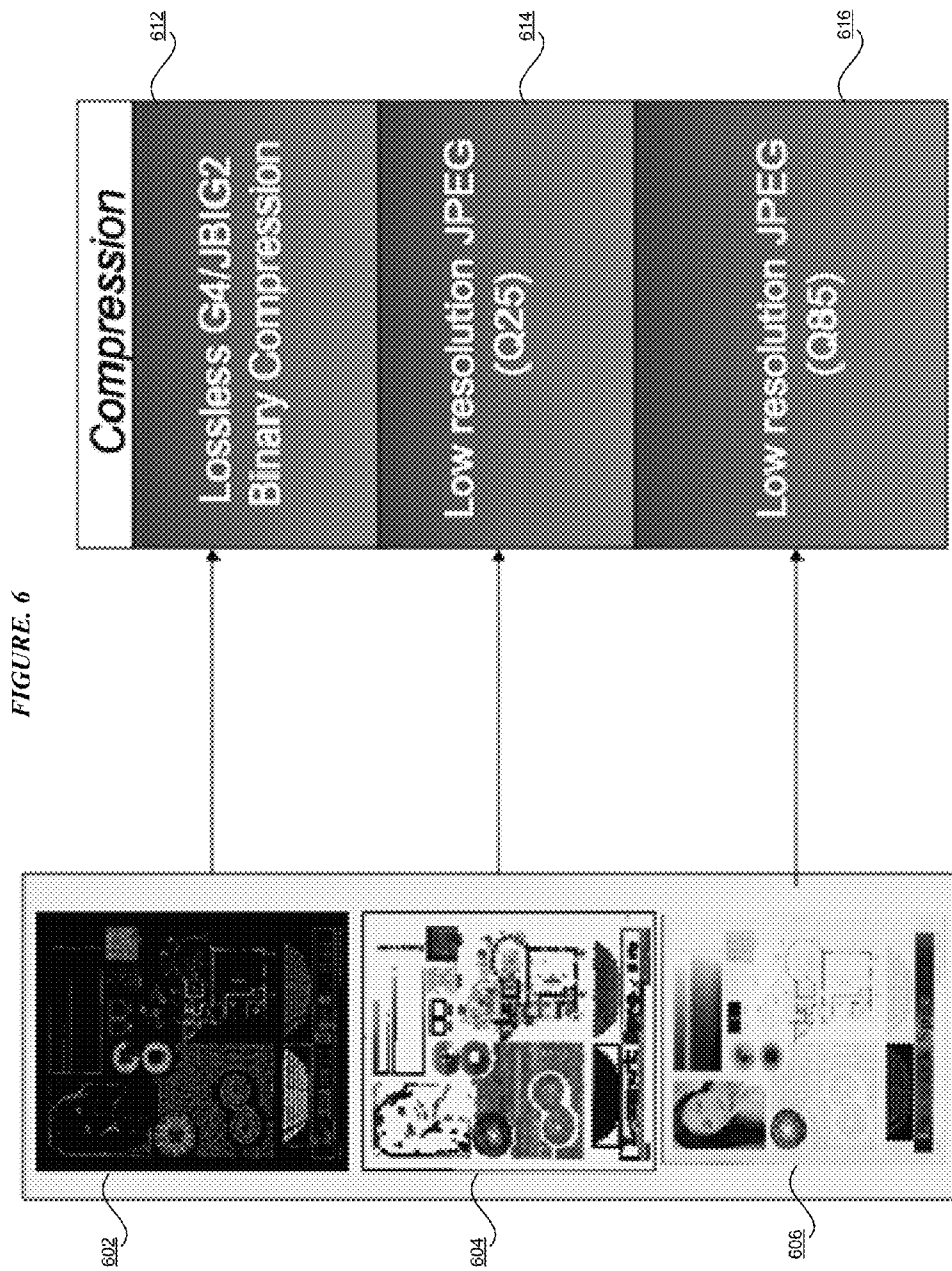 FIGURE. 6
602
604
606
Compression
Lossless G4/JBIG2
Binary Compression
612
Low resolution JPEG
(Q25)
614
Low resolution JPEG
(Q85)
616